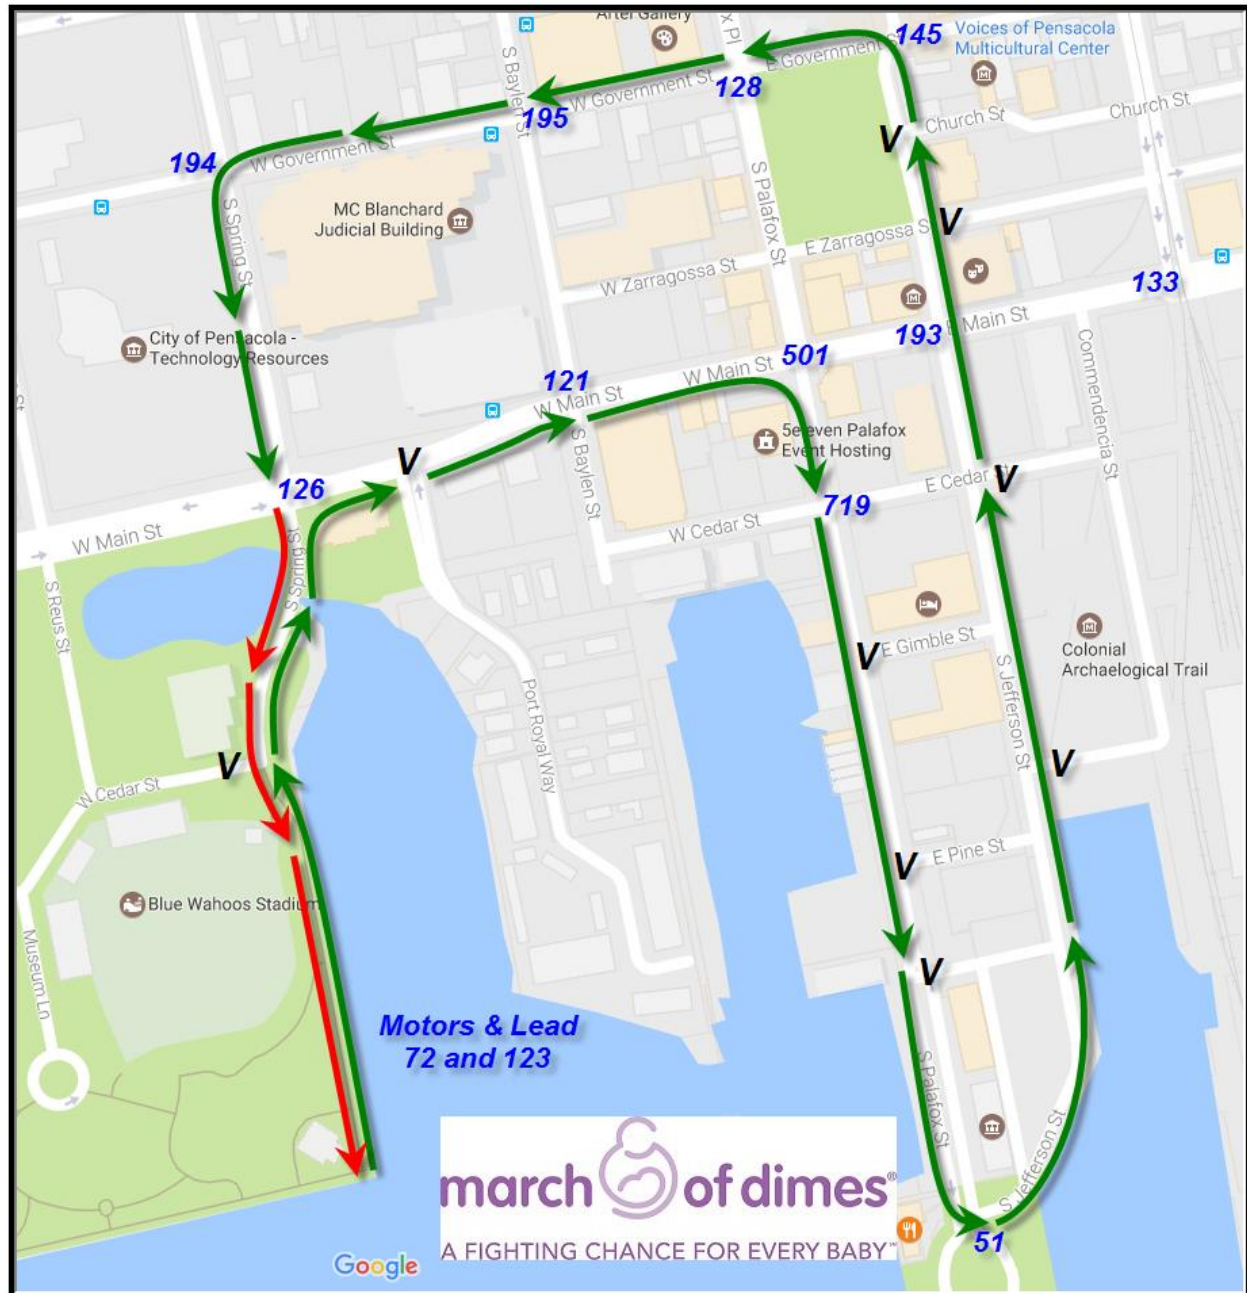 Artel Gallery
x Pl
145
Voices of Pensacola
Multicultural Center
E Government S
128
S Baylen St
W Government St
195
V
Church St
Church St
194
W Government St
S Spring St
MC Blanchard
Judicial Building
S Palafox St
V
E Zarragossa S
W Zarragossa St
133
City of Pensacola -
Technology Resources
501
193
E Main St
W Main St
121
W Main St
Commendencia St
St
5eleven Palafox
Event Hosting
S Baylen St
V
126
E Cedar St
V
719
W Cedar St
W Main St
S Spring St
S Reus St
E Gimble St
V
Colonial
Archaelogical Trail
S Jefferson St
Port Royal Way
V
V
W Cedar St
V
E Pine St
Blue Wahoos Stadium
Museum Ln
V
Motors & Lead
72 and 123
S Palafox St
S Jefferson St
march of dimes®
A FIGHTING CHANCE FOR EVERY BABY™
51
Google